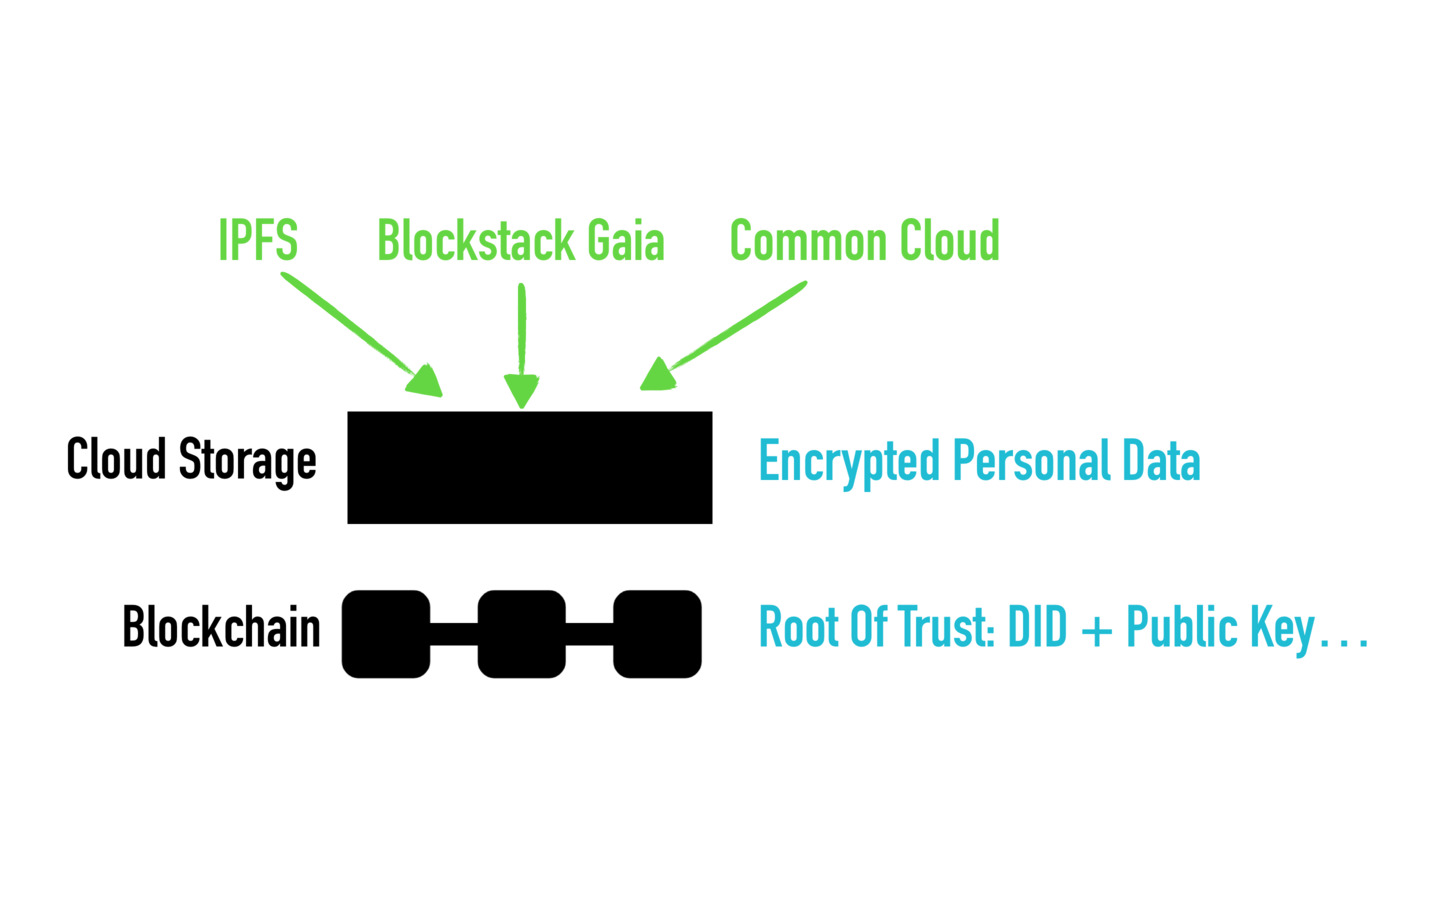 IPFS Blockstack Gaia Common Cloud
Cloud Storage Encrypted Personal Data
Blockchain Root Of Trust: DID + Public Key...